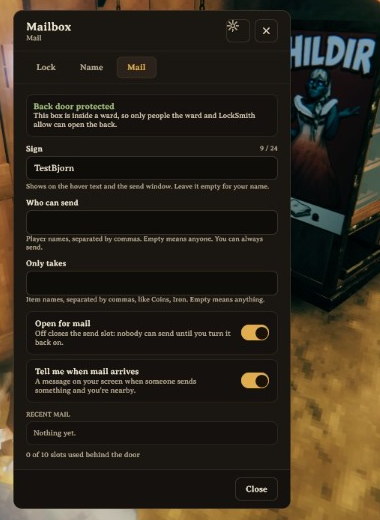 Mailbox
Mail
HILDIR
Lock Name Mail
Back door protected
This box is inside a ward, so only people the ward and LockSmith
allow can open the back.
Sign 9 / 24
TestBjorn
Shows on the hover text and the send window. Leave it empty for your name.
Who can send
Player names, separated by commas. Empty means anyone. You can always
send.
Only takes
Item names, separated by commas, like Coins, Iron. Empty means anything.
Open for mail
Off closes the send slot: nobody can send until you turn it
back on.
Tell me when mail arrives
A message on your screen when someone sends
something and you're nearby.
RECENT MAIL
Nothing yet.
0 of 10 slots used behind the door
Close